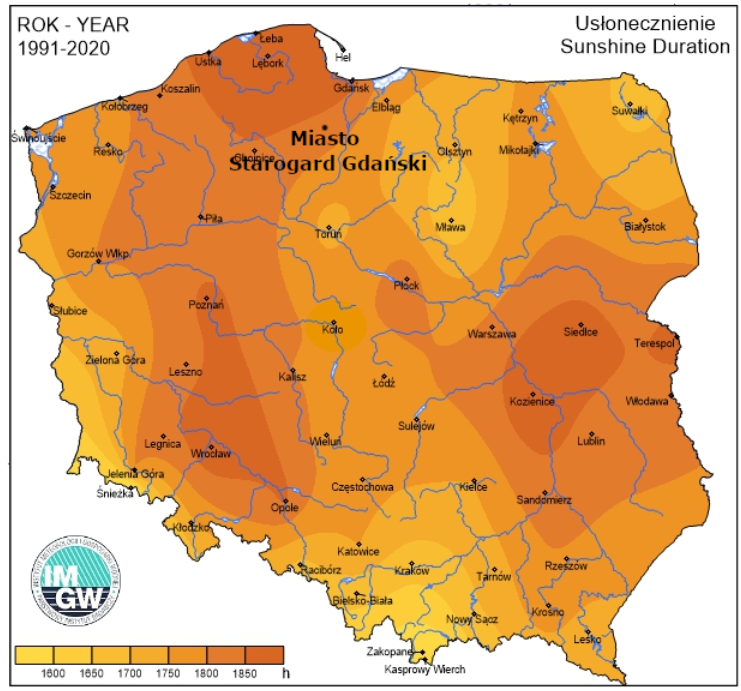 ROK - YEAR
1991-2020
Usłonecznienie
Sunshine Duration
Łeba
Ustka
Lębork
Hel
Koszalin
Gdańsk
Kołobrzeg
Elbląg
Suwałki
Kętrzyn
Świnoujście
Miasto
Resko
Chojnice
Starogard Gdański
Olsztyn
Mikołajki
Szczecin
Piła
Toruń
Mława
Białystok
Gorzów Wlkp.
Płock
Słubice
Poznań
Koło
Warszawa
Siedlce
Terespol
Zielona Góra
Leszno
Kalisz
Łódź
Kozienice
Włodawa
Sulejów
Legnica
Wrocław
Wieluń
Lublin
Jelenia Góra
Śnieżka
Częstochowa
Kielce
Sandomierz
Opole
Kłodzko
Katowice
Racibórz
Kraków
Tarnów
Rzeszów
Bielsko-Biała
Nowy Sącz
Krosno
Lesko
Zakopane
Kasprowy Wierch
IM
GW
1600 1650 1700 1750 1800 1850 h